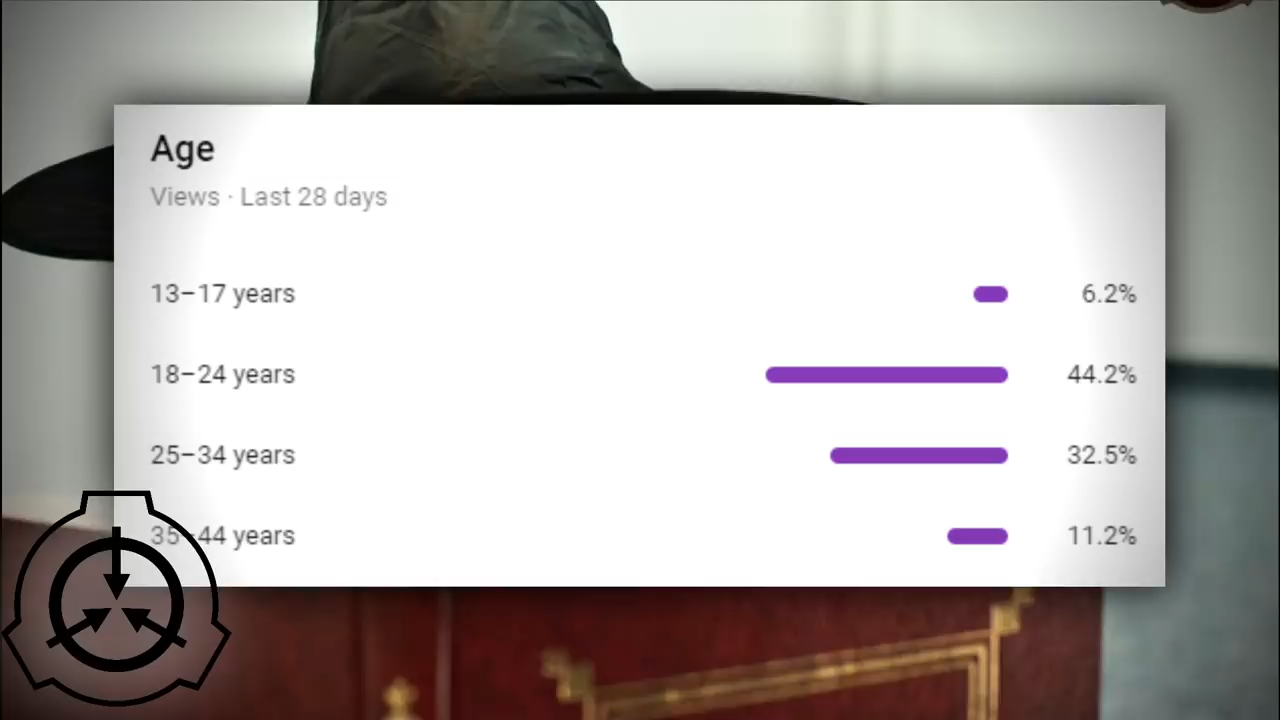 Age
Views · Last 28 days
13–17 years 6.2%
18–24 years 44.2%
25–34 years 32.5%
35–44 years 11.2%